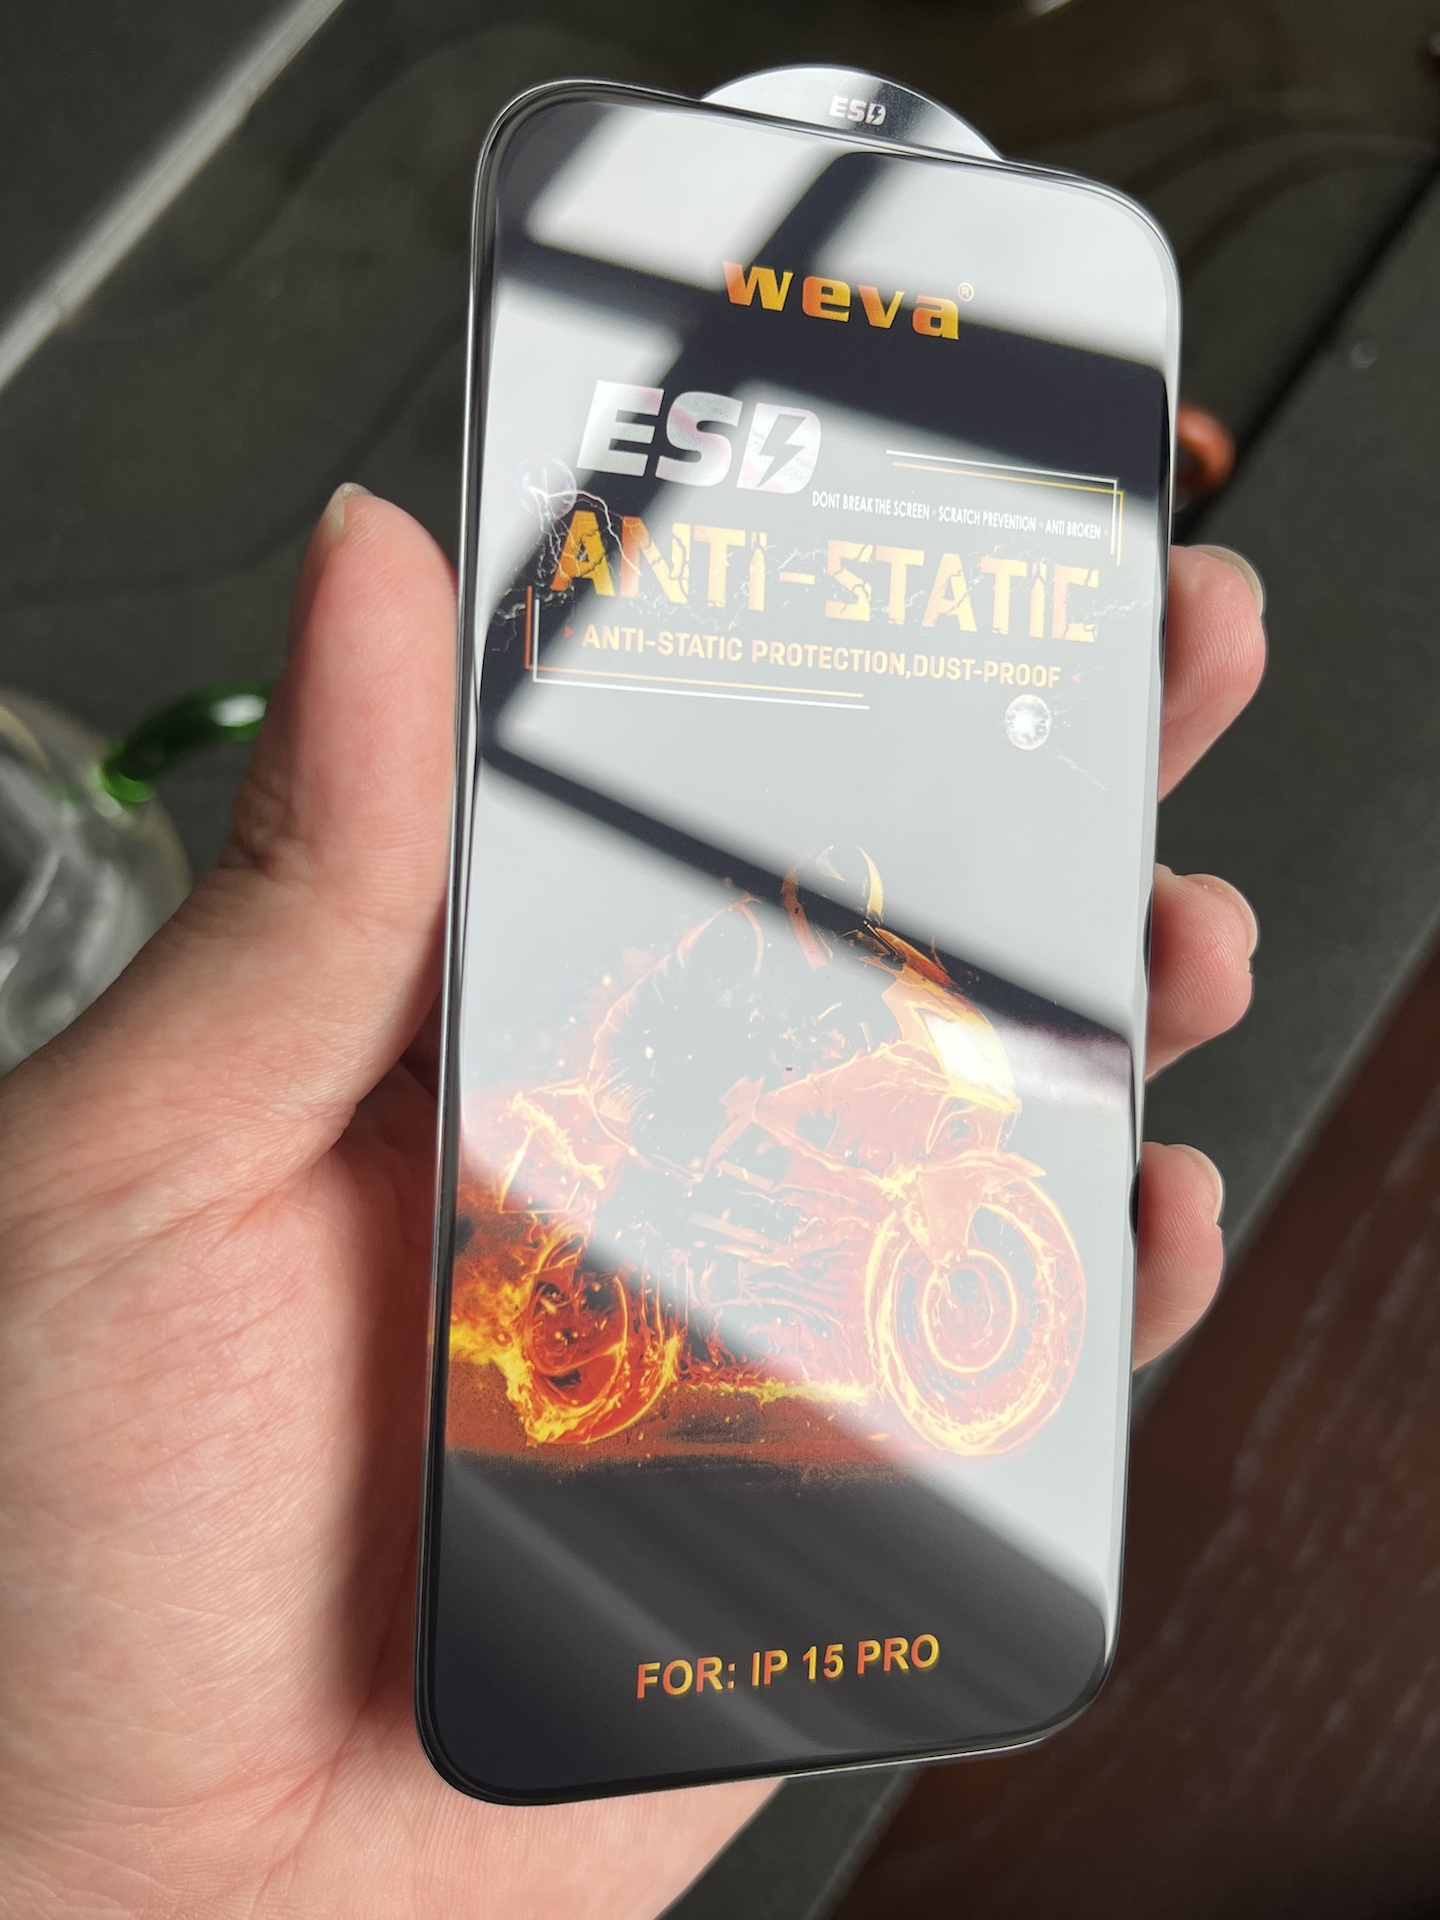 ESD
weva®
ESD
DONT BREAK THE SCREEN • SCRATCH PREVENTION • ANTI BROKEN •
ANTI-STATIC
ANTI-STATIC PROTECTION,DUST-PROOF
FOR: IP 15 PRO